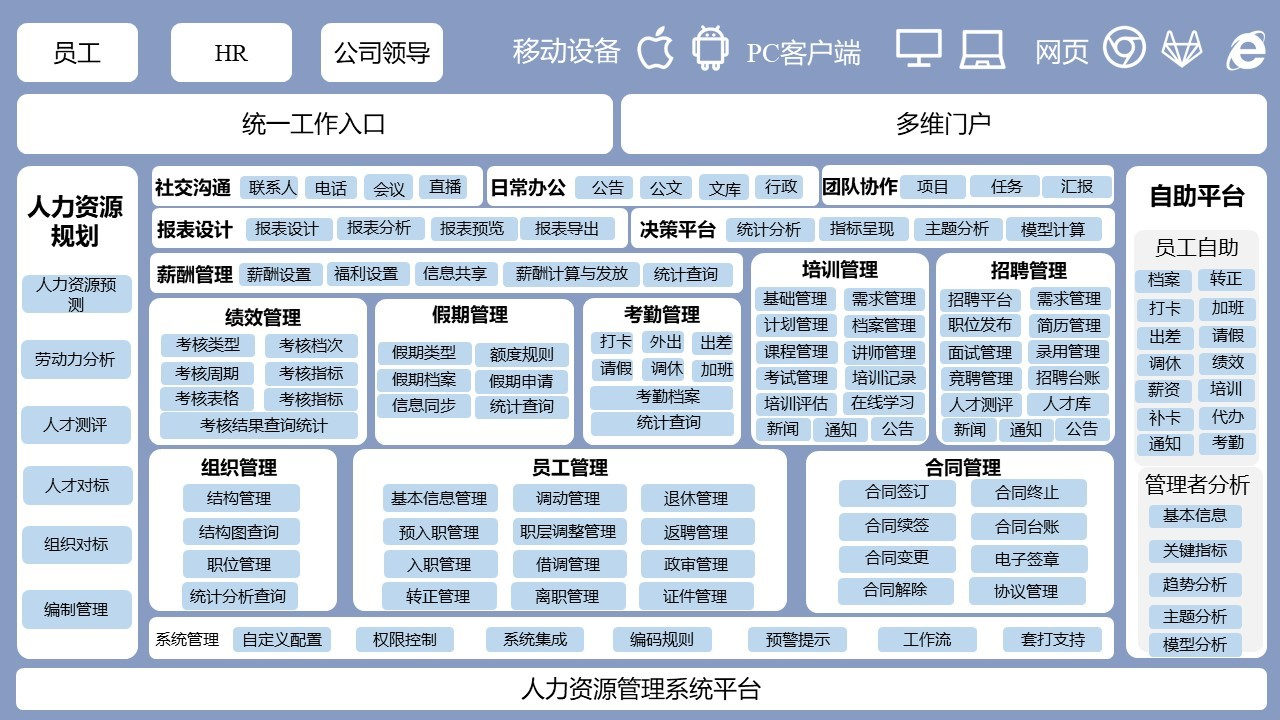 员工 HR 公司领导 移动设备 PC客户端 网页
统一工作入口 多维门户
人力资源
规划
人力资源预
测
劳动力分析
人才测评
人才对标
组织对标
编制管理
社交沟通 联系人 电话 会议 直播
日常办公 公告 公文 文库 行政
团队协作 项目 任务 汇报
报表设计 报表设计 报表分析 报表预览 报表导出
决策平台 统计分析 指标呈现 主题分析 模型计算
薪酬管理 薪酬设置 福利设置 信息共享 薪酬计算与发放 统计查询
绩效管理
考核类型 考核档次
考核周期 考核指标
考核表格 考核指标
考核结果查询统计
假期管理
假期类型 额度规则
假期档案 假期申请
信息同步 统计查询
考勤管理
打卡 外出 出差
请假 调休 加班
考勤档案
统计查询
培训管理
基础管理 需求管理
计划管理 档案管理
课程管理 讲师管理
考试管理 培训记录
培训评估 在线学习
新闻 通知 公告
招聘管理
招聘平台 需求管理
职位发布 简历管理
面试管理 录用管理
竞聘管理 招聘台账
人才测评 人才库
新闻 通知 公告
组织管理
结构管理
结构图查询
职位管理
统计分析查询
员工管理
基本信息管理 调动管理 退休管理
预入职管理 职层调整管理 返聘管理
入职管理 借调管理 政审管理
转正管理 离职管理 证件管理
合同管理
合同签订 合同终止
合同续签 合同台账
合同变更 电子签章
合同解除 协议管理
系统管理 自定义配置 权限控制 系统集成 编码规则 预警提示 工作流 套打支持
自助平台
员工自助
档案 转正
打卡 加班
出差 请假
调休 绩效
薪资 培训
补卡 代办
通知 考勤
管理者分析
基本信息
关键指标
趋势分析
主题分析
模型分析
人力资源管理系统平台